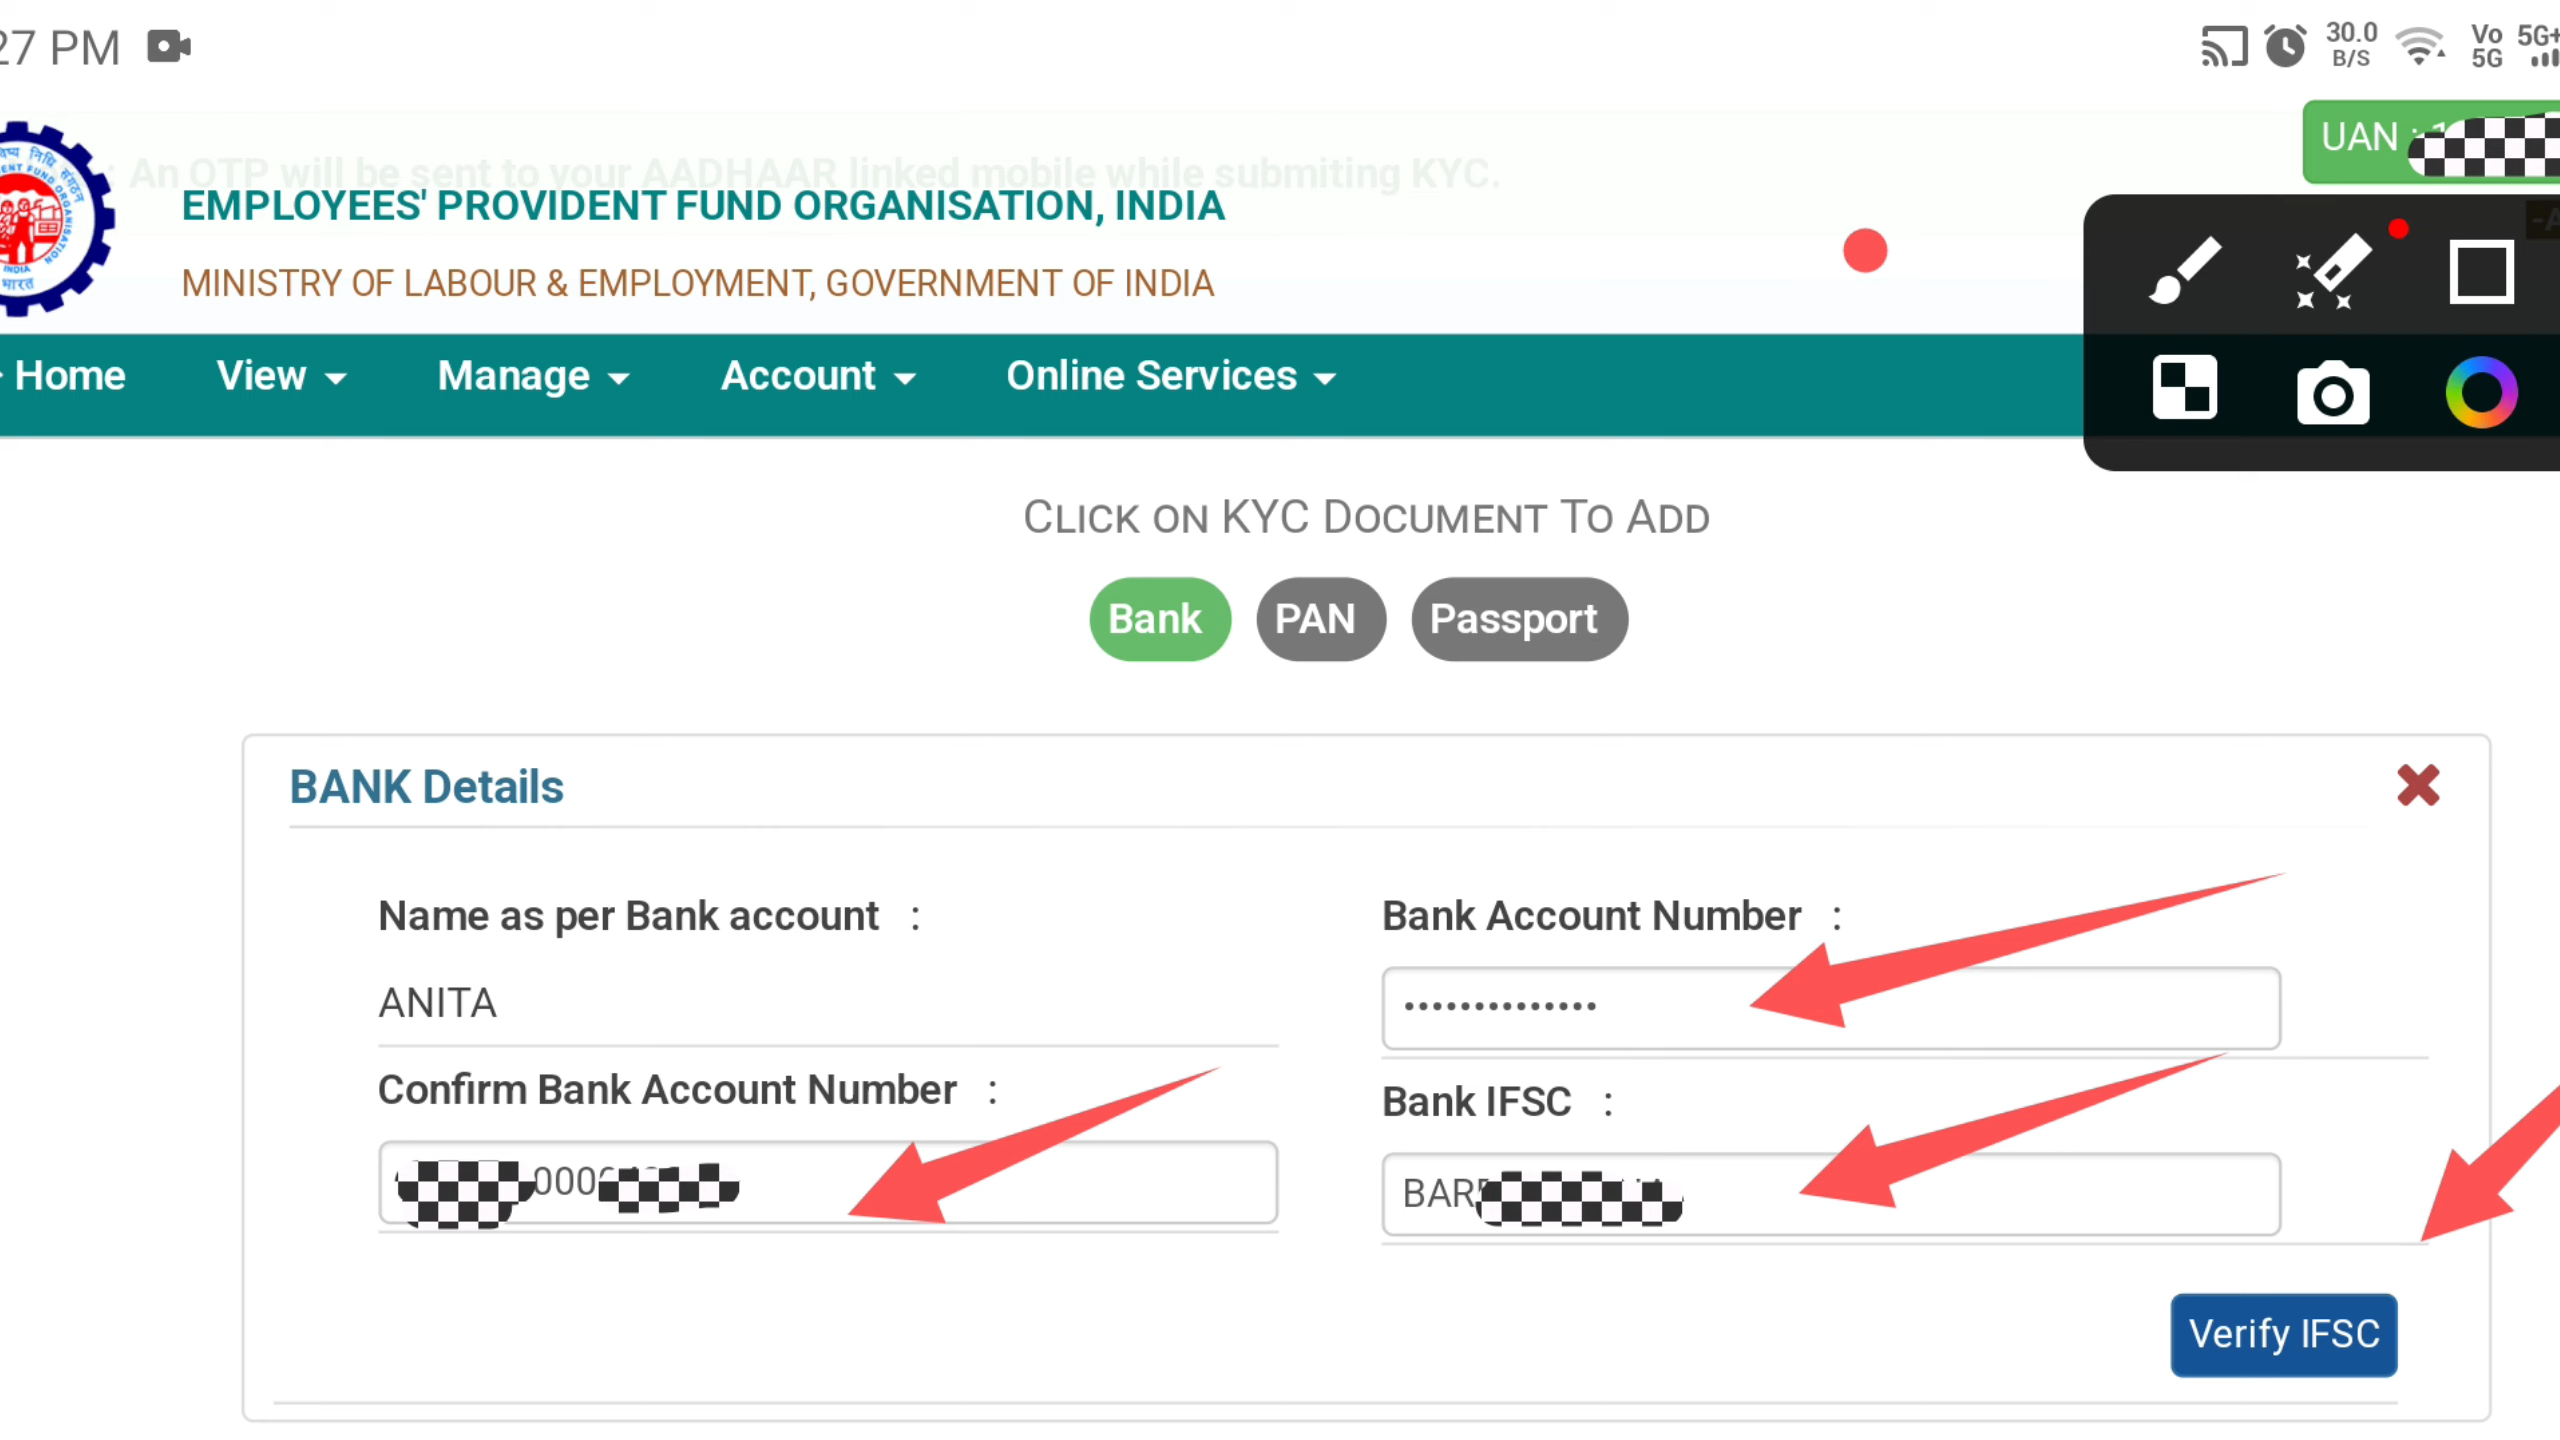 27 PM
30.0
B/S
Vo
5G
5G+
UAN :
: An OTP will be sent to your AADHAAR linked mobile while submiting KYC.
EMPLOYEES' PROVIDENT FUND ORGANISATION, INDIA
MINISTRY OF LABOUR & EMPLOYMENT, GOVERNMENT OF INDIA
Home View Manage Account Online Services
CLICK ON KYC DOCUMENT TO ADD
Bank PAN Passport
BANK Details
Name as per Bank account :
ANITA
Bank Account Number :
Confirm Bank Account Number :
000
Bank IFSC :
BAR
Verify IFSC